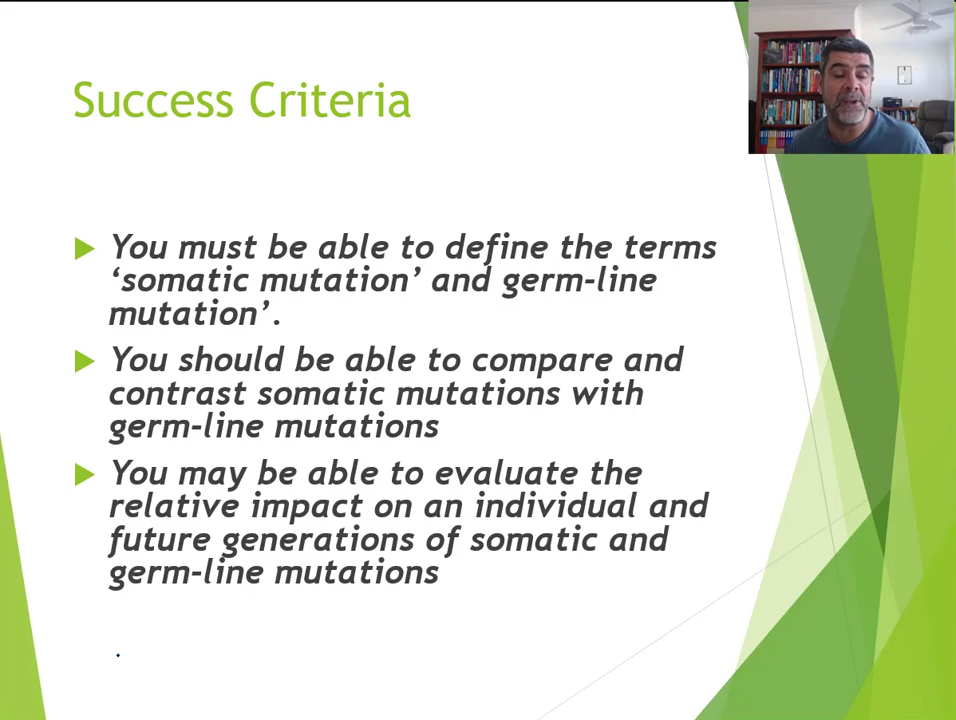 Success Criteria
You must be able to define the terms
‘somatic mutation’ and germ-line
mutation’.
You should be able to compare and
contrast somatic mutations with
germ-line mutations
You may be able to evaluate the
relative impact on an individual and
future generations of somatic and
germ-line mutations
.